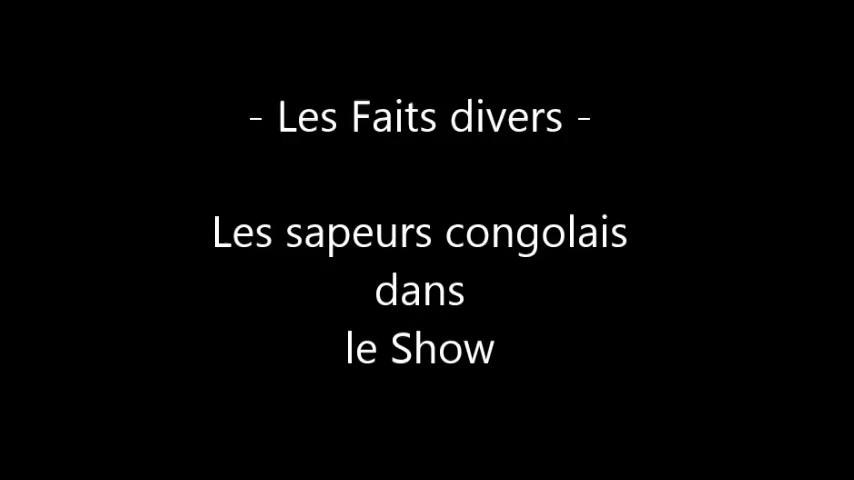 - Les Faits divers -
Les sapeurs congolais
dans
le Show